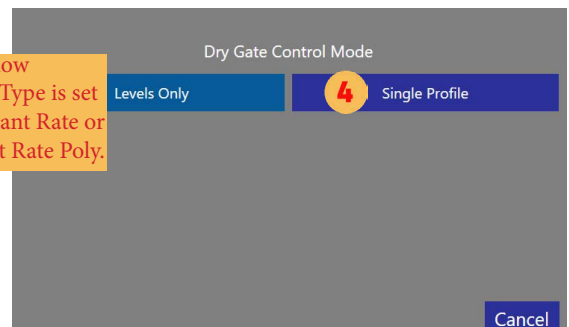 Dry Gate Control Mode
ow
Type is set
ant Rate or
t Rate Poly.
Levels Only
4
Single Profile
Cancel